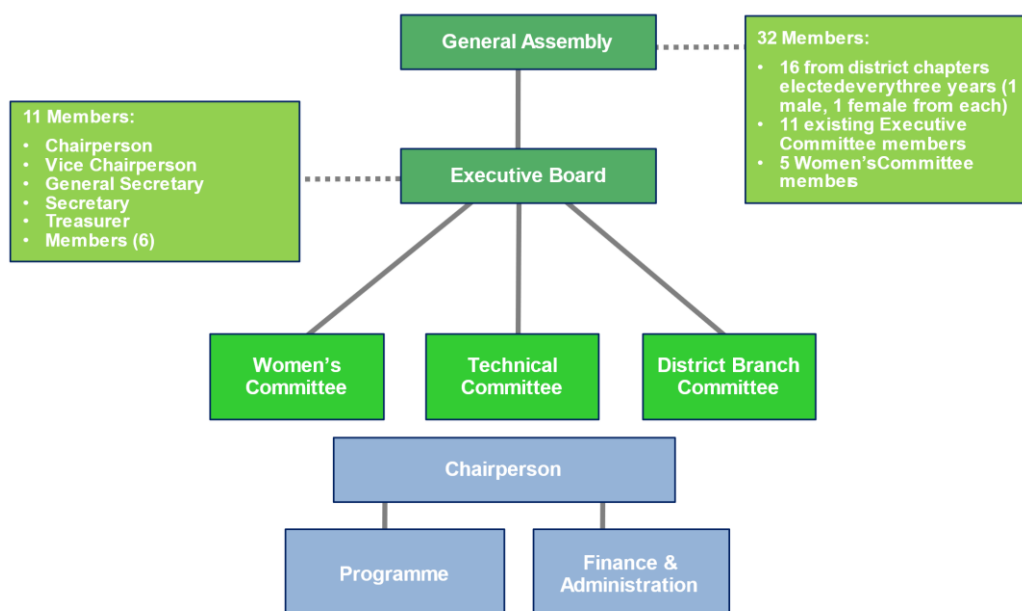 General Assembly
32 Members:
• 16 from district chapters
electedeverythree years (1
male, 1 female from each)
• 11 existing Executive
Committee members
• 5 Women'sCommittee
members
11 Members:
• Chairperson
• Vice Chairperson
• General Secretary
• Secretary
• Treasurer
• Members (6)
Executive Board
Women's
Committee
Technical
Committee
District Branch
Committee
Chairperson
Programme
Finance &
Administration